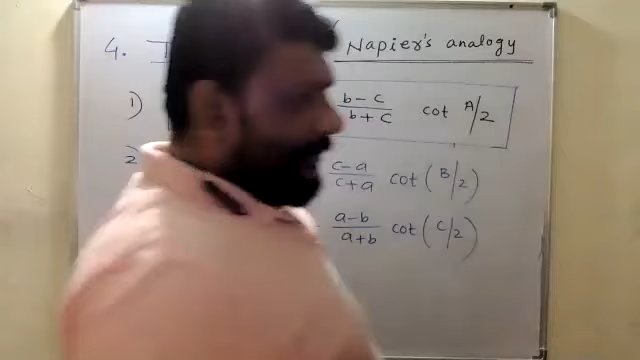 4. Napier's analogy
1) b-c/b+c cot A/2
2) c-a/c+a cot (B/2)
a-b/a+b cot (C/2)